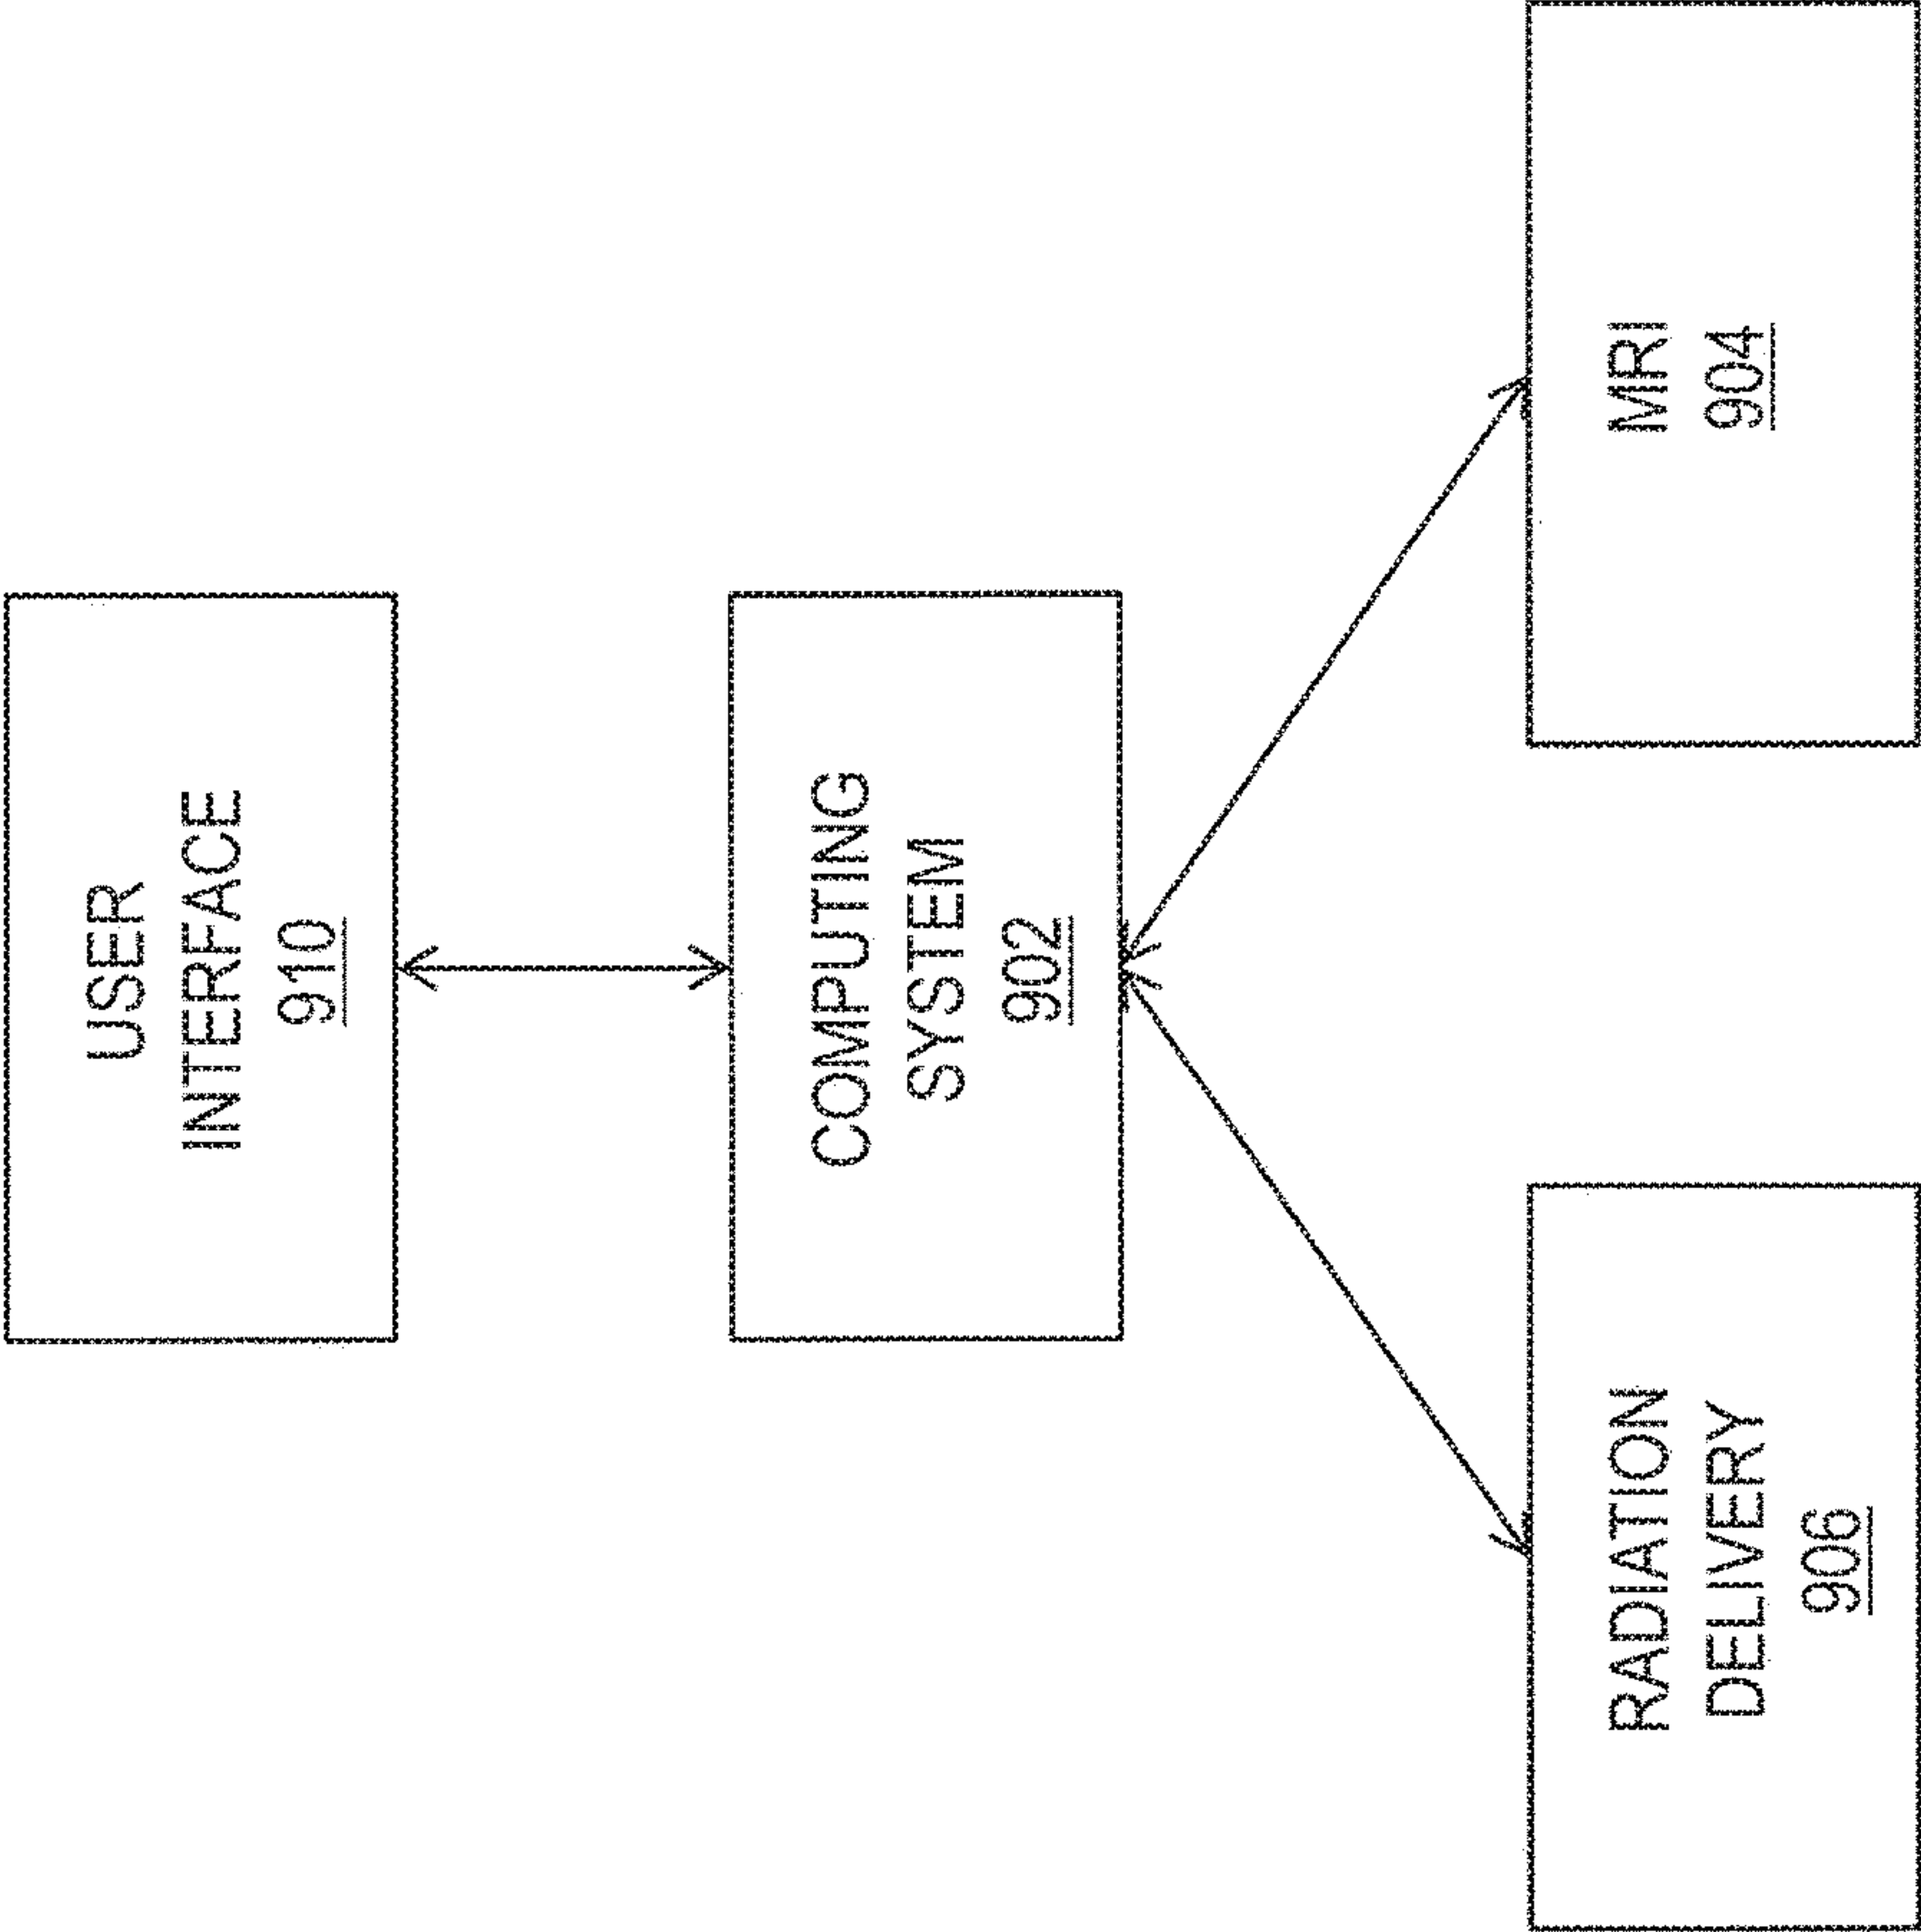 USER
INTERFACE
910
COMPUTING
SYSTEM
902
RADIATION
DELIVERY
906
MRI
904